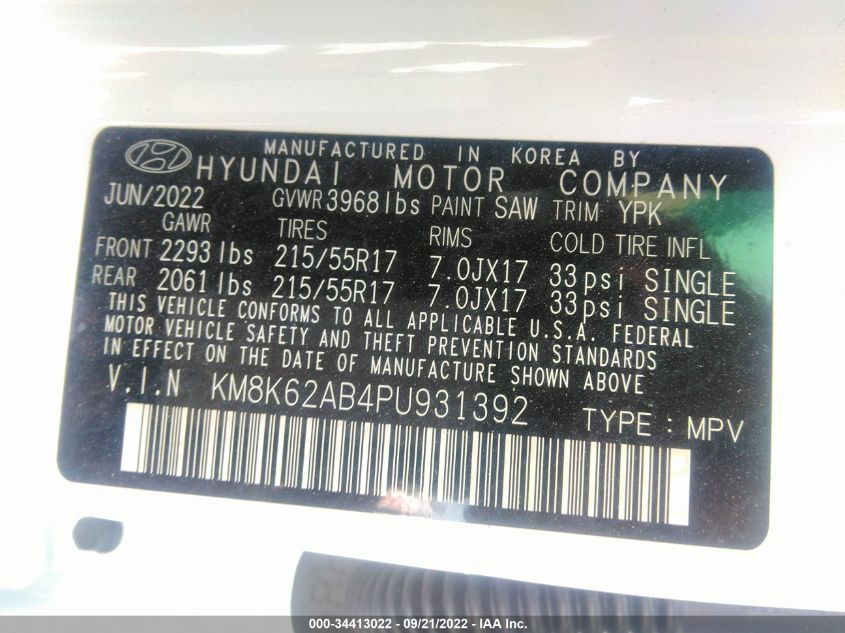 MANUFACTURED IN KOREA BY
HYUNDAI MOTOR COMPANY
JUN/2022 GVWR 3968 lbs PAINT SAW TRIM YPK
GAWR TIRES RIMS COLD TIRE INFL
FRONT 2293 lbs 215/55R17 7.0JX17 33psi SINGLE
REAR 2061 lbs 215/55R17 7.0JX17 33psi SINGLE
THIS VEHICLE CONFORMS TO ALL APPLICABLE U.S.A. FEDERAL
MOTOR VEHICLE SAFETY AND THEFT PREVENTION STANDARDS
IN EFFECT ON THE DATE OF MANUFACTURE SHOWN ABOVE
V.I.N KM8K62AB4PU931392 TYPE : MPV
000-34413022 - 09/21/2022 - IAA Inc.